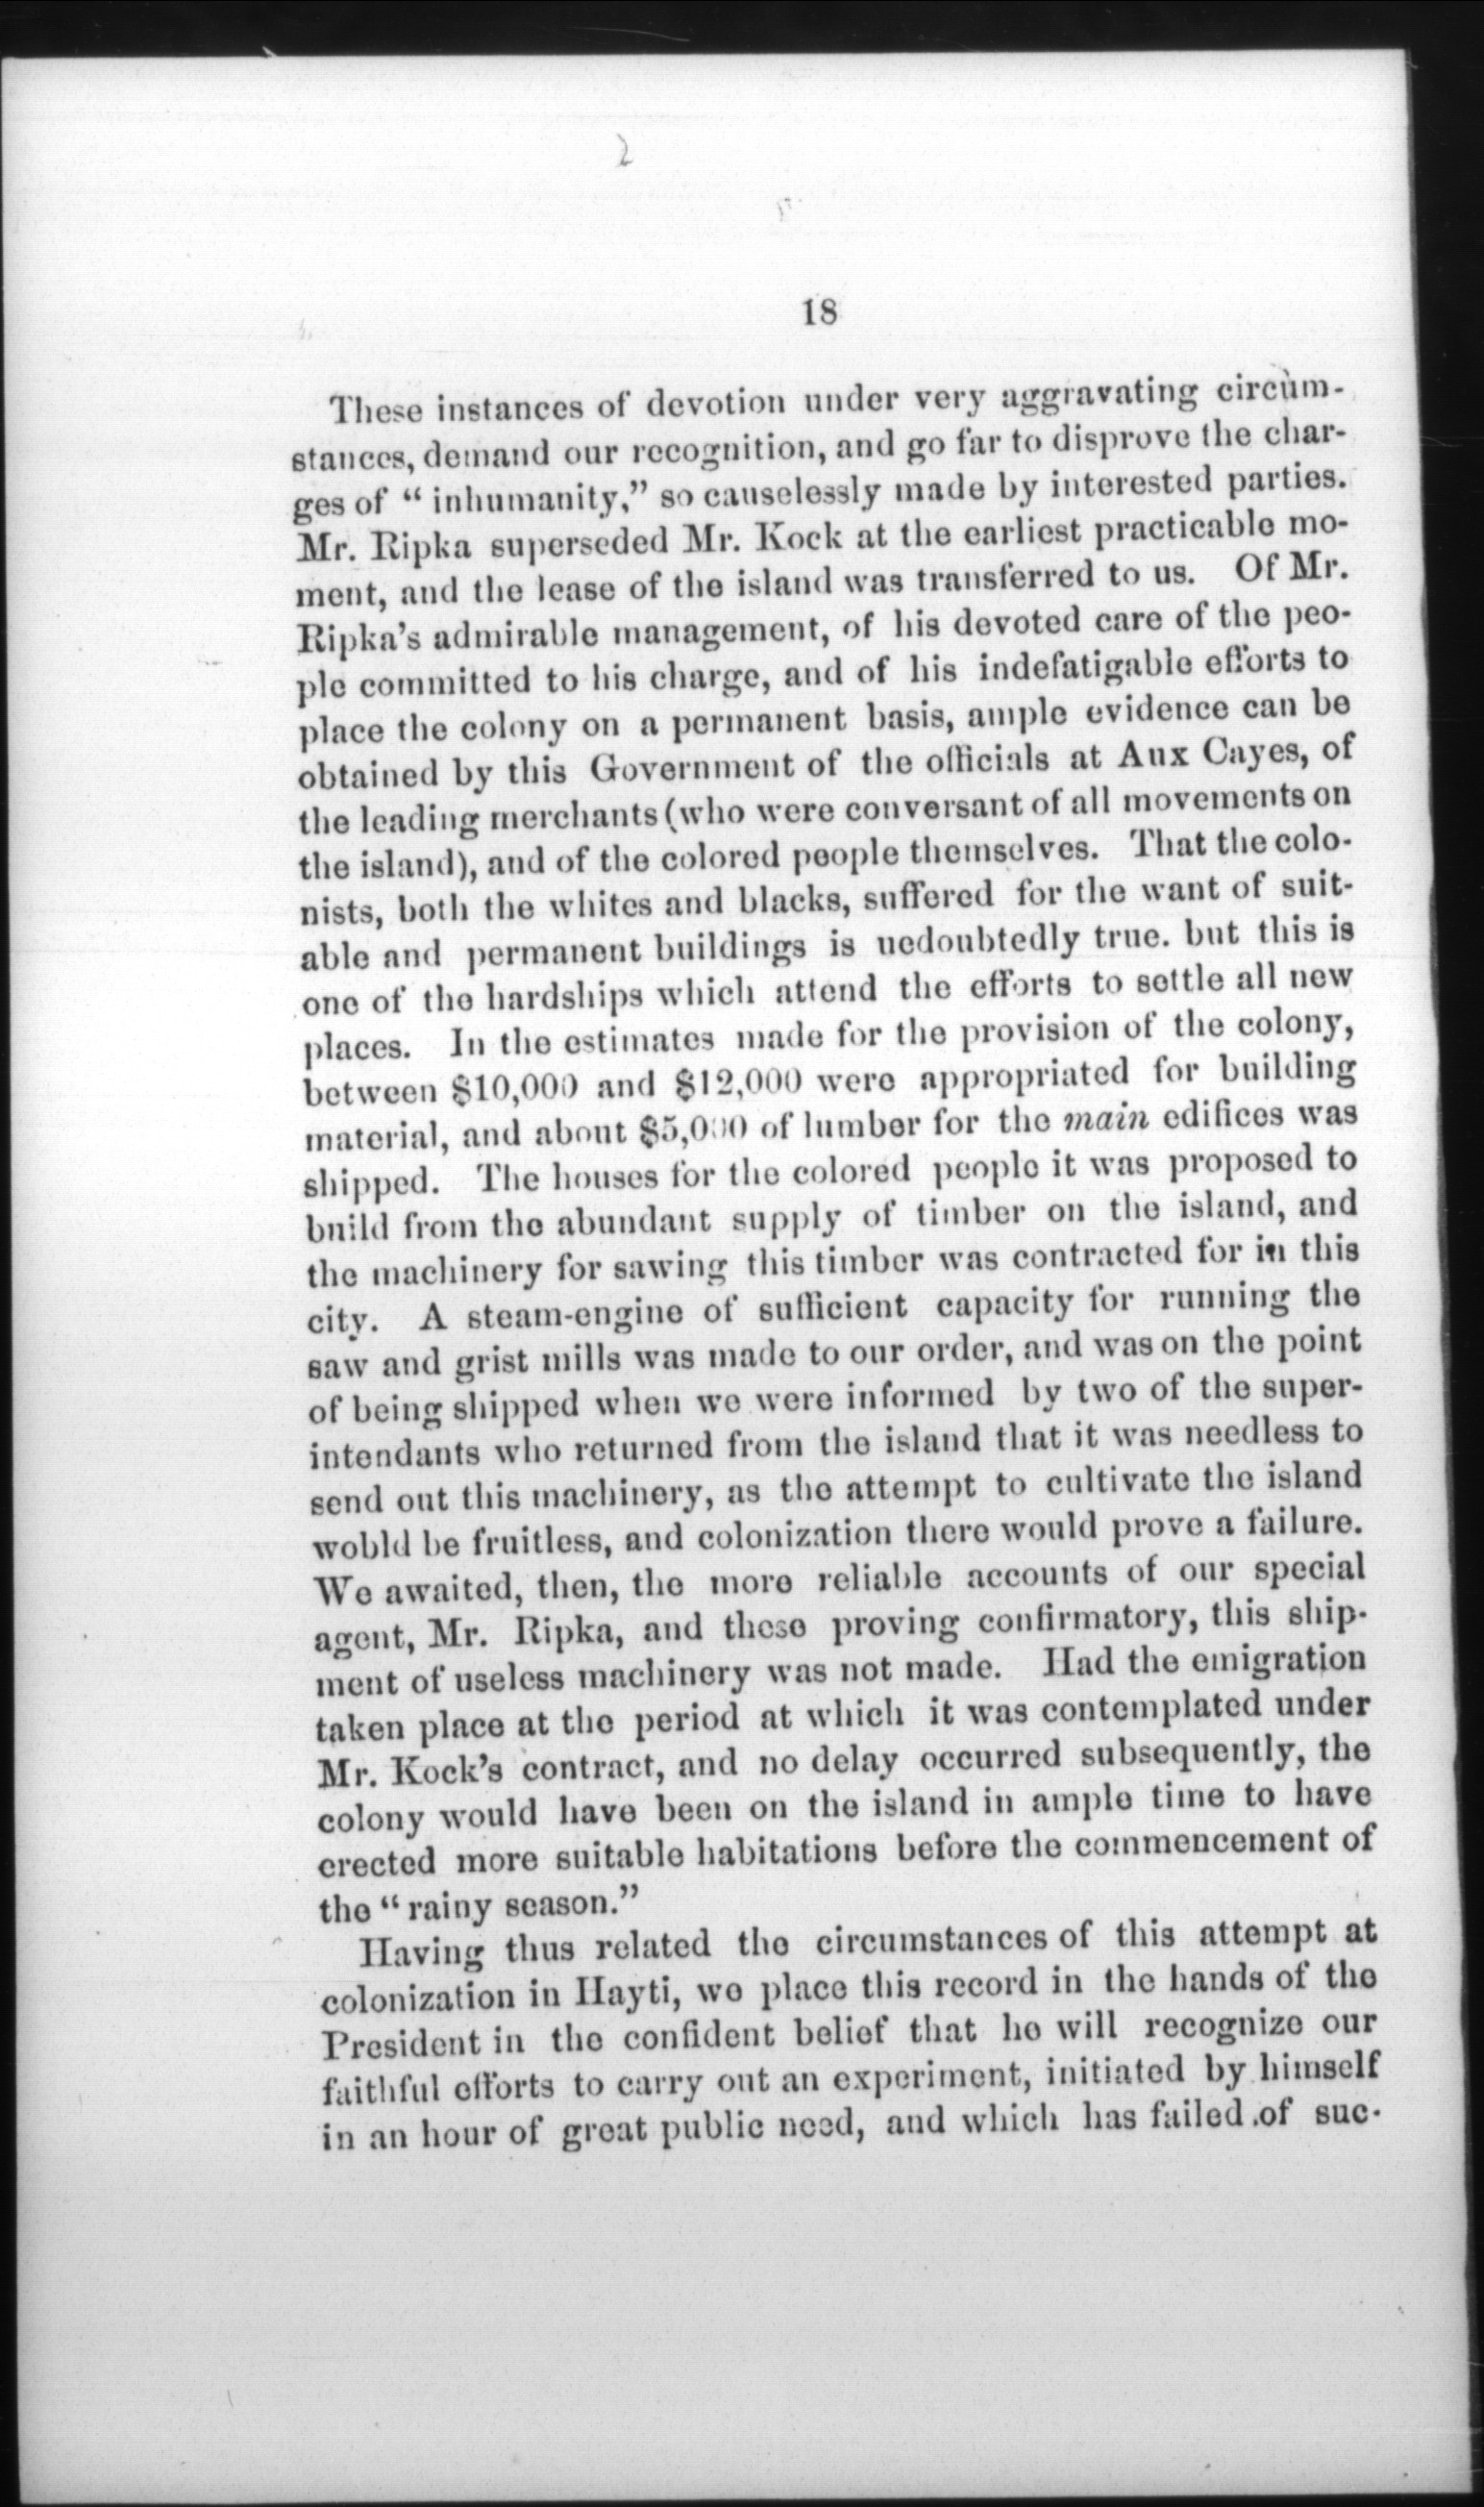 2
18
These instances of devotion under very aggravating circùm-
stances, demand our recognition, and go far to disprove the char-
ges of “ inhumanity,” so causelessly made by interested parties.
Mr. Ripka superseded Mr. Kock at the earliest practicable mo-
ment, and the lease of the island was transferred to us. Of Mr.
Ripka’s admirable management, of his devoted care of the peo-
ple committed to his charge, and of his indefatigable efforts to
place the colony on a permanent basis, ample evidence can be
obtained by this Government of the officials at Aux Cayes, of
the leading merchants (who were conversant of all movements on
the island), and of the colored people themselves. That the colo-
nists, both the whites and blacks, suffered for the want of suit-
able and permanent buildings is uedoubtedly true. but this is
one of the hardships which attend the efforts to settle all new
places. In the estimates made for the provision of the colony,
between $10,000 and $12,000 were appropriated for building
material, and about $5,000 of lumber for the main edifices was
shipped. The houses for the colored people it was proposed to
bnild from the abundant supply of timber on the island, and
the machinery for sawing this timber was contracted for in this
city. A steam-engine of sufficient capacity for running the
saw and grist mills was made to our order, and was on the point
of being shipped when we were informed by two of the super-
intendants who returned from the island that it was needless to
send out this machinery, as the attempt to cultivate the island
wobld be fruitless, and colonization there would prove a failure.
We awaited, then, the more reliable accounts of our special
agent, Mr. Ripka, and these proving confirmatory, this ship-
ment of useless machinery was not made. Had the emigration
taken place at the period at which it was contemplated under
Mr. Kock’s contract, and no delay occurred subsequently, the
colony would have been on the island in ample time to have
erected more suitable habitations before the commencement of
the “ rainy season.”
Having thus related the circumstances of this attempt at
colonization in Hayti, we place this record in the hands of the
President in the confident belief that he will recognize our
faithful efforts to carry out an experiment, initiated by himself
in an hour of great public need, and which has failed .of suc-